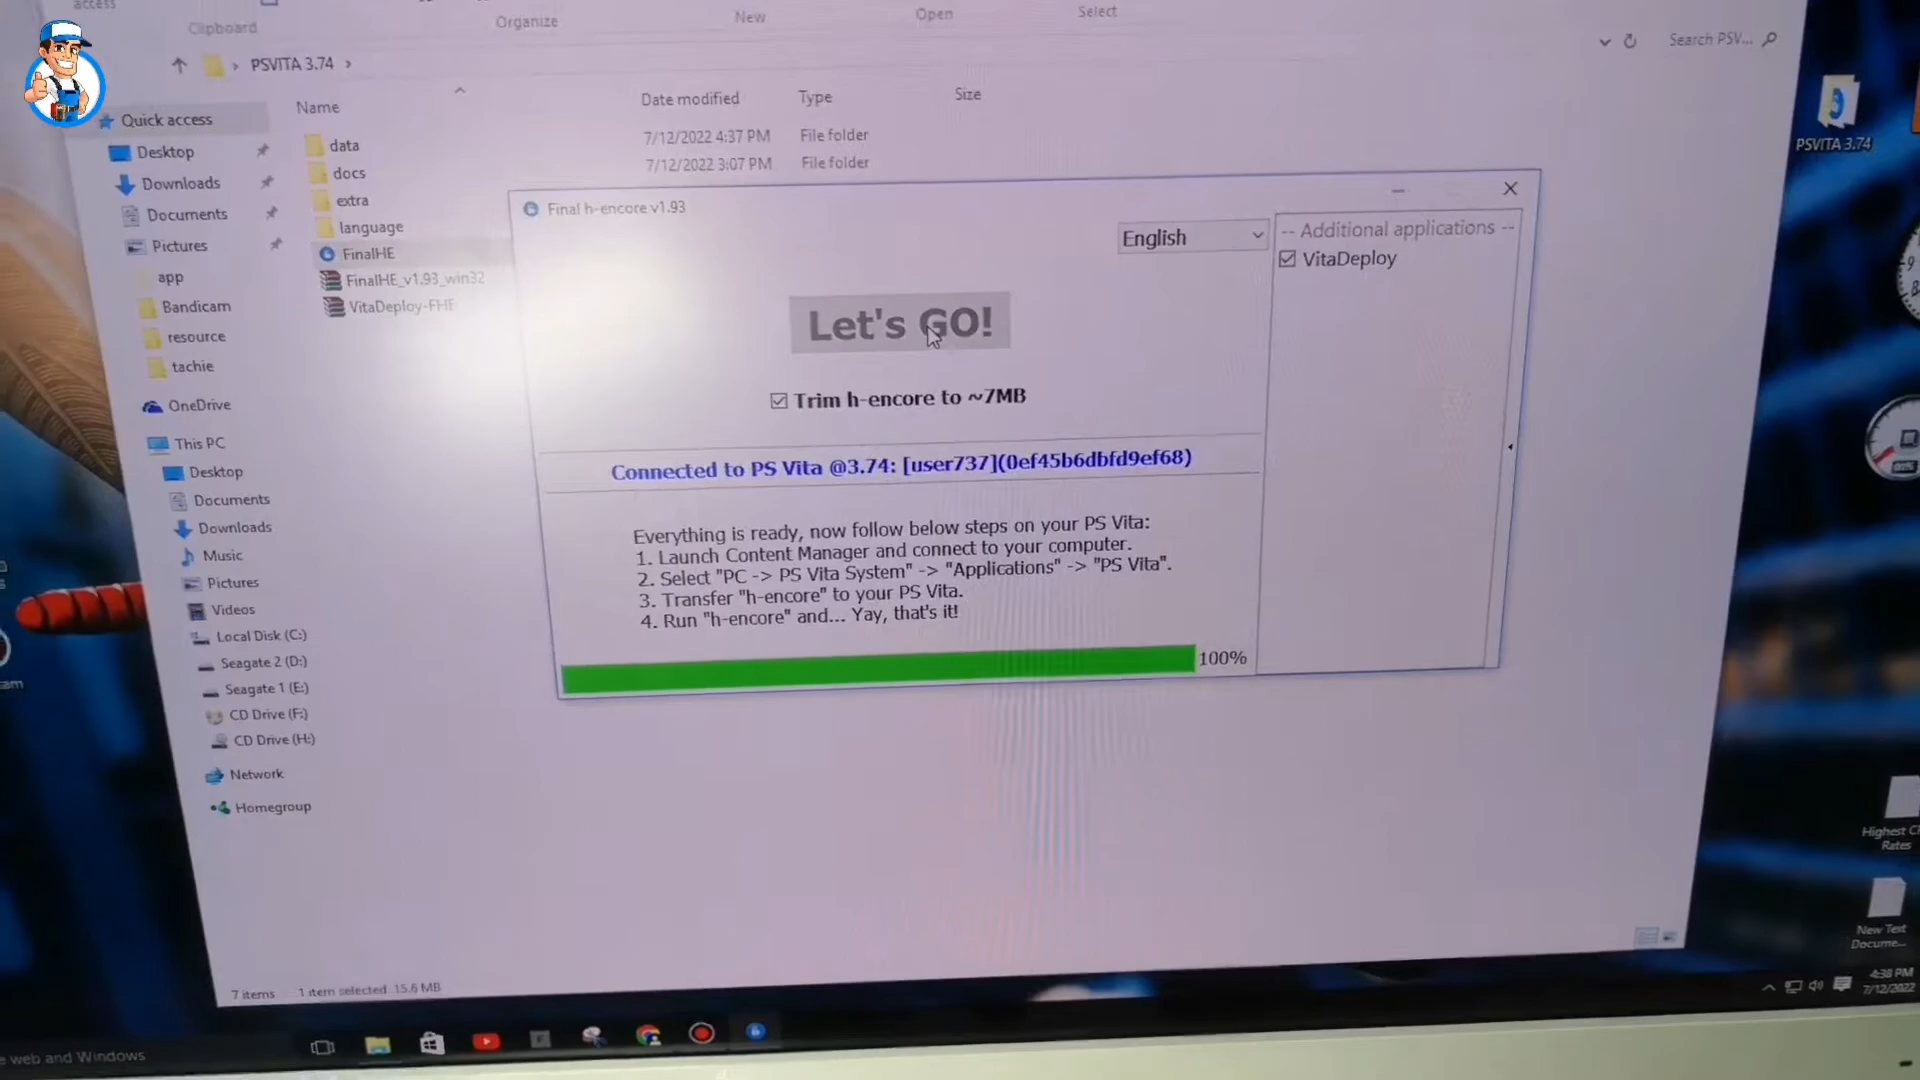 access
Clipboard
Organize
New
Open
Select
PSVITA 3.74
Search PSV...
Quick access
Desktop
Downloads
Documents
Pictures
app
Bandicam
resource
tachie
OneDrive
This PC
Desktop
Documents
Downloads
Music
Pictures
Videos
Local Disk (C:)
Seagate 2 (D:)
Seagate 1 (E:)
CD Drive (F:)
CD Drive (H:)
Network
Homegroup
Name Date modified Type Size
data 7/12/2022 4:37 PM File folder
docs 7/12/2022 3:07 PM File folder
extra
language
FinalHE
FinalHE_v1.93_win32
VitaDeploy-FHE
Final h-encore v1.93
English
-- Additional applications --
VitaDeploy
Let's GO!
Trim h-encore to ~7MB
Connected to PS Vita @3.74: [user737](0ef45b6dbfd9ef68)
Everything is ready, now follow below steps on your PS Vita:
1. Launch Content Manager and connect to your computer.
2. Select "PC -> PS Vita System" -> "Applications" -> "PS Vita".
3. Transfer "h-encore" to your PS Vita.
4. Run "h-encore" and... Yay, that's it!
100%
7 items 1 item selected 15.6 MB
PSVITA 3.74
Highest C
Rates
New Text
Docume...
4:38 PM
7/12/2022
e web and Windows